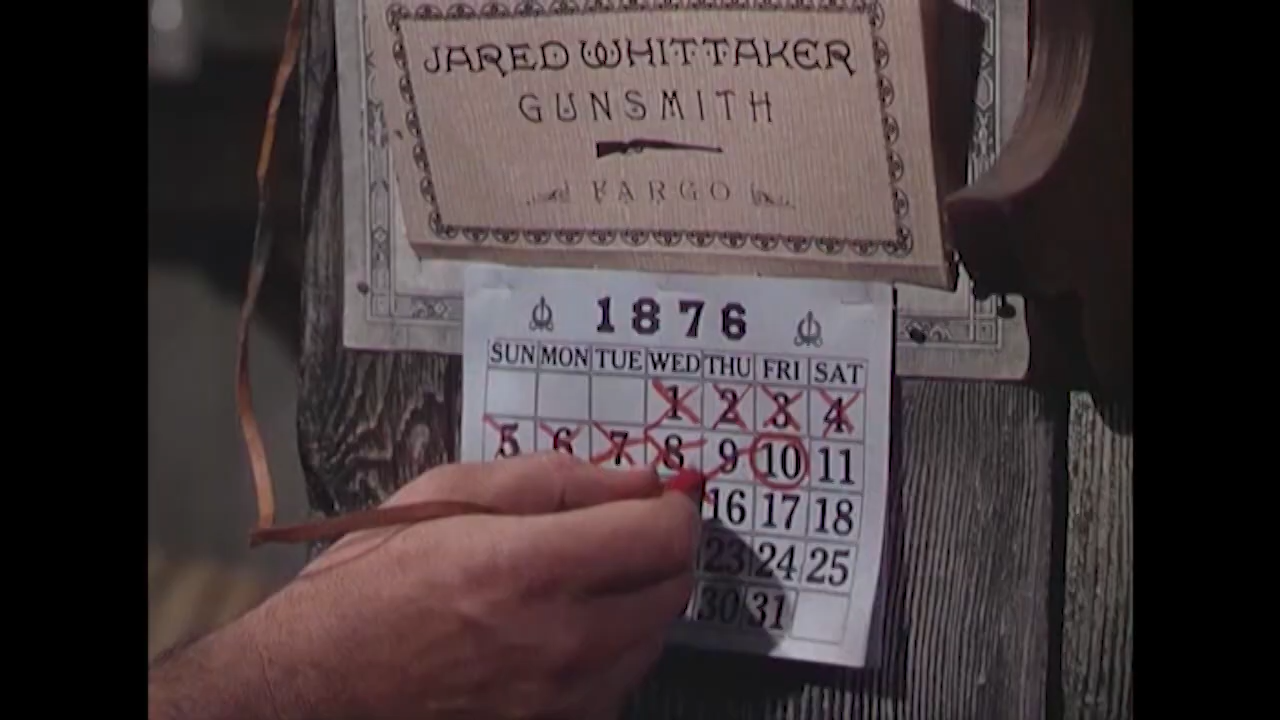 JARED WHITTAKER
GUNSMITH
FARGO
1876
SUN MON TUE WED THU FRI SAT
1 2 3 4
5 6 7 8 9 10 11
16 17 18
23 24 25
30 31